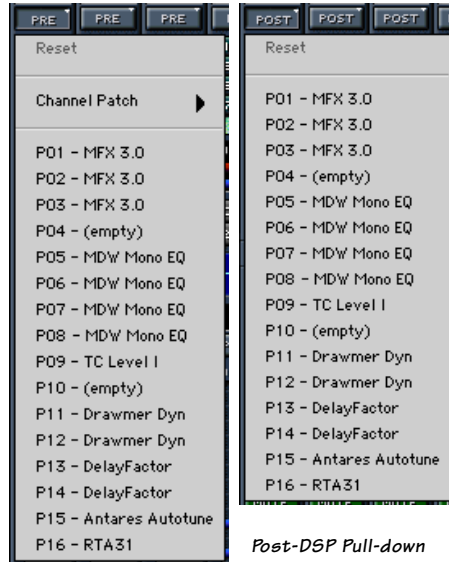 PRE PRE PRE
Reset
Channel Patch
P01 - MFX 3.0
P02 - MFX 3.0
P03 - MFX 3.0
P04 - (empty)
P05 - MDW Mono EQ
P06 - MDW Mono EQ
P07 - MDW Mono EQ
P08 - MDW Mono EQ
P09 - TC Level I
P10 - (empty)
P11 - Drawmer Dyn
P12 - Drawmer Dyn
P13 - DelayFactor
P14 - DelayFactor
P15 - Antares Autotune
P16 - RTA31
POST POST POST
Reset
P01 - MFX 3.0
P02 - MFX 3.0
P03 - MFX 3.0
P04 - (empty)
P05 - MDW Mono EQ
P06 - MDW Mono EQ
P07 - MDW Mono EQ
P08 - MDW Mono EQ
P09 - TC Level I
P10 - (empty)
P11 - Drawmer Dyn
P12 - Drawmer Dyn
P13 - DelayFactor
P14 - DelayFactor
P15 - Antares Autotune
P16 - RTA31
Post-DSP Pull-down